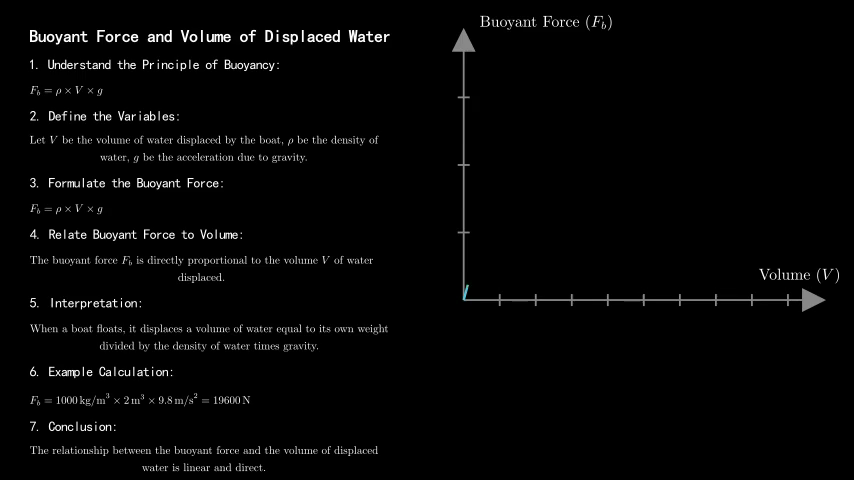 Buoyant Force and Volume of Displaced Water
1. Understand the Principle of Buoyancy:
F_b = ρ × V × g
2. Define the Variables:
Let V be the volume of water displaced by the boat, ρ be the density of
water, g be the acceleration due to gravity.
3. Formulate the Buoyant Force:
F_b = ρ × V × g
4. Relate Buoyant Force to Volume:
The buoyant force F_b is directly proportional to the volume V of water
displaced.
5. Interpretation:
When a boat floats, it displaces a volume of water equal to its own weight
divided by the density of water times gravity.
6. Example Calculation:
F_b = 1000 kg/m³ × 2 m³ × 9.8 m/s² = 19600 N
7. Conclusion:
The relationship between the buoyant force and the volume of displaced
water is linear and direct.
Buoyant Force (F_b)
Volume (V)